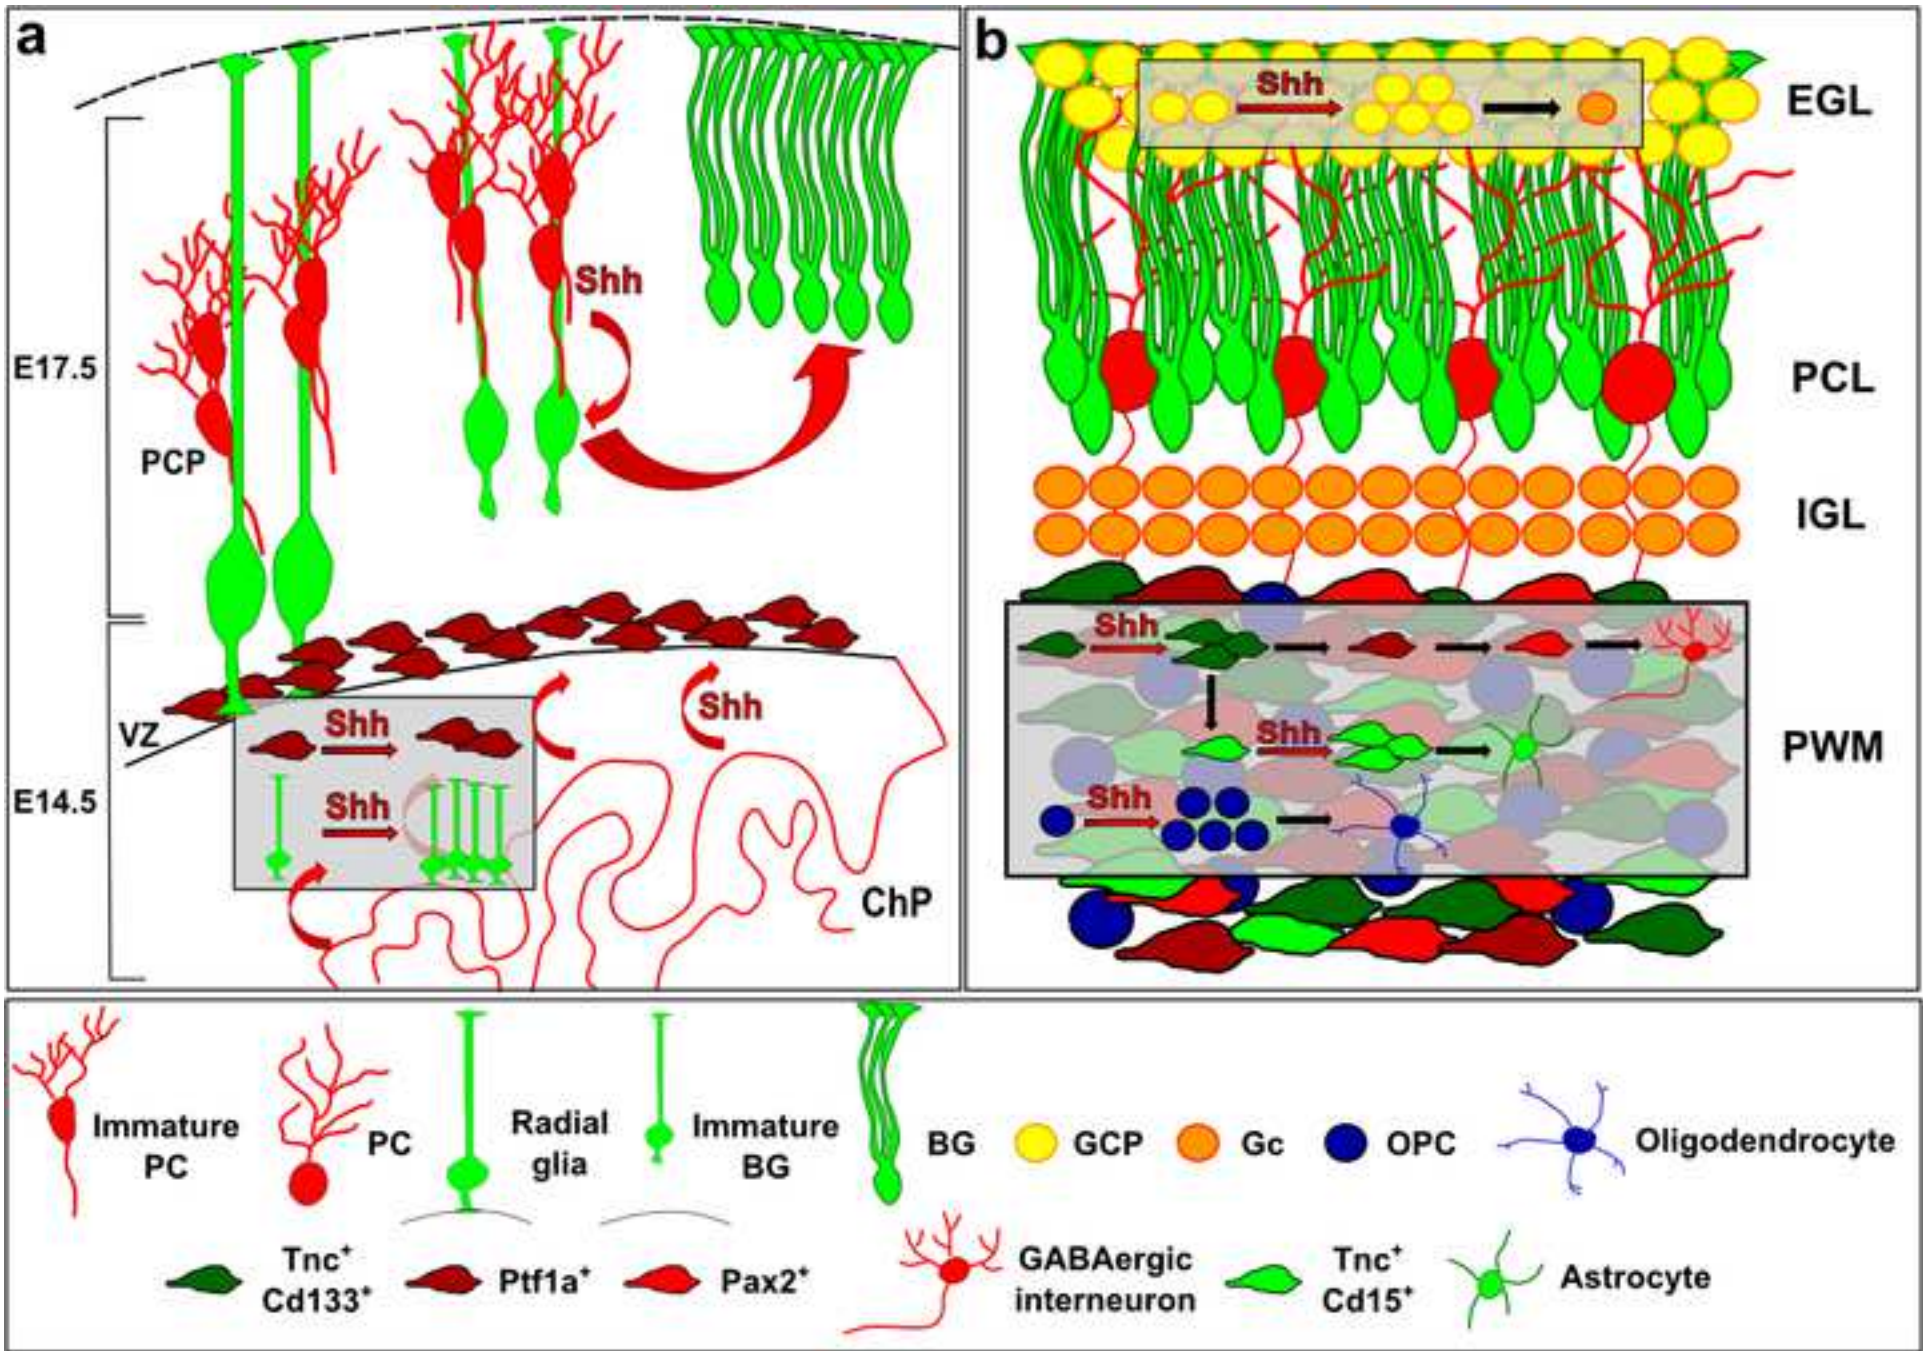 a
E17.5
PCP
Shh
VZ
E14.5
Shh
Shh
Shh
ChP
b
Shh
EGL
PCL
IGL
Shh
Shh
Shh
PWM
Immature
PC
PC
Radial
glia
Immature
BG
BG
GCP
Gc
OPC
Oligodendrocyte
Tnc⁺
Cd133⁺
Ptf1a⁺
Pax2⁺
GABAergic
interneuron
Tnc⁺
Cd15⁺
Astrocyte